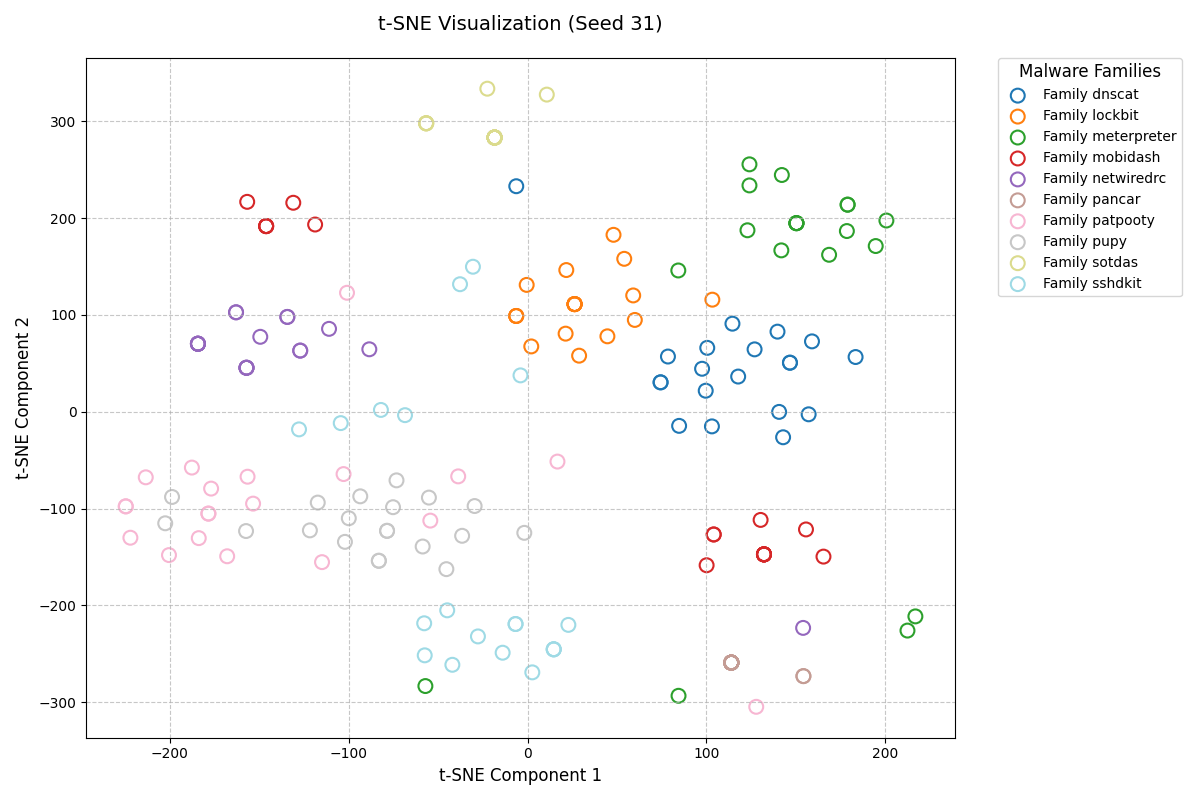 t-SNE Visualization (Seed 31)
Malware Families
Family dnscat
Family lockbit
Family meterpreter
Family mobidash
Family netwiredrc
Family pancar
Family patpooty
Family pupy
Family sotdas
Family sshdkit
t-SNE Component 2
300
200
100
0
−100
−200
−300
−200
−100
0
100
200
t-SNE Component 1